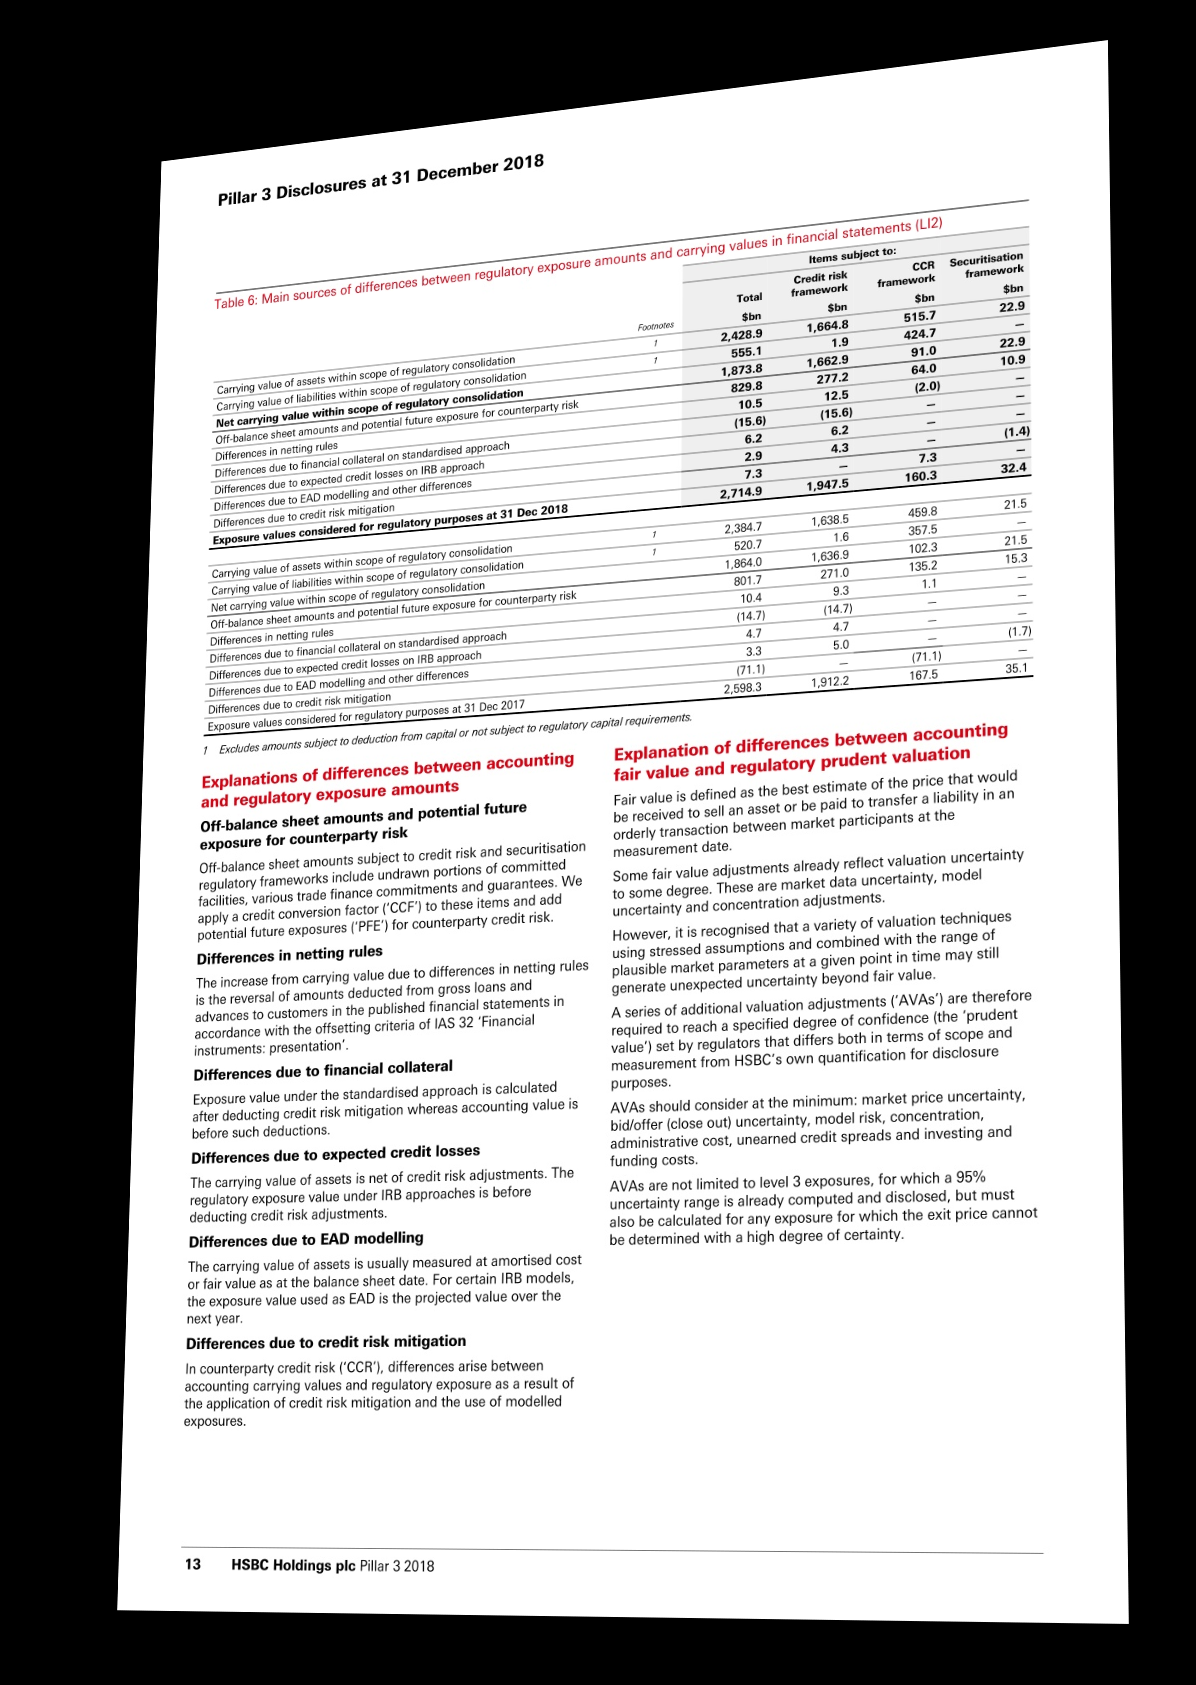 Pillar 3 Disclosures at 31 December 2018
Table 6: Main sources of differences between regulatory exposure amounts and carrying values in financial statements (LI2)
Items subject to:
Total Credit risk framework CCR framework Securitisation framework
Footnotes $bn $bn $bn $bn
Carrying value of assets within scope of regulatory consolidation 1 2,428.9 1,664.8 515.7 22.9
Carrying value of liabilities within scope of regulatory consolidation 1 555.1 1.9 424.7 —
Net carrying value within scope of regulatory consolidation 1,873.8 1,662.9 91.0 22.9
Off-balance sheet amounts and potential future exposure for counterparty risk 829.8 277.2 64.0 10.9
Differences in netting rules 10.5 12.5 (2.0) —
Differences due to financial collateral on standardised approach (15.6) (15.6) — —
Differences due to expected credit losses on IRB approach 6.2 6.2 — —
Differences due to EAD modelling and other differences 2.9 4.3 — (1.4)
Differences due to credit risk mitigation 7.3 — 7.3 —
Exposure values considered for regulatory purposes at 31 Dec 2018 2,714.9 1,947.5 160.3 32.4
Carrying value of assets within scope of regulatory consolidation 1 2,384.7 1,638.5 459.8 21.5
Carrying value of liabilities within scope of regulatory consolidation 1 520.7 1.6 357.5 —
Net carrying value within scope of regulatory consolidation 1,864.0 1,636.9 102.3 21.5
Off-balance sheet amounts and potential future exposure for counterparty risk 801.7 271.0 135.2 15.3
Differences in netting rules 10.4 9.3 1.1 —
Differences due to financial collateral on standardised approach (14.7) (14.7) — —
Differences due to expected credit losses on IRB approach 4.7 4.7 — —
Differences due to EAD modelling and other differences 3.3 5.0 — (1.7)
Differences due to credit risk mitigation (71.1) — (71.1) —
Exposure values considered for regulatory purposes at 31 Dec 2017 2,598.3 1,912.2 167.5 35.1
1 Excludes amounts subject to deduction from capital or not subject to regulatory capital requirements.
Explanations of differences between accounting
and regulatory exposure amounts
Off-balance sheet amounts and potential future
exposure for counterparty risk
Off-balance sheet amounts subject to credit risk and securitisation
regulatory frameworks include undrawn portions of committed
facilities, various trade finance commitments and guarantees. We
apply a credit conversion factor (‘CCF’) to these items and add
potential future exposures (‘PFE’) for counterparty credit risk.
Differences in netting rules
The increase from carrying value due to differences in netting rules
is the reversal of amounts deducted from gross loans and
advances to customers in the published financial statements in
accordance with the offsetting criteria of IAS 32 ‘Financial
instruments: presentation’.
Differences due to financial collateral
Exposure value under the standardised approach is calculated
after deducting credit risk mitigation whereas accounting value is
before such deductions.
Differences due to expected credit losses
The carrying value of assets is net of credit risk adjustments. The
regulatory exposure value under IRB approaches is before
deducting credit risk adjustments.
Differences due to EAD modelling
The carrying value of assets is usually measured at amortised cost
or fair value as at the balance sheet date. For certain IRB models,
the exposure value used as EAD is the projected value over the
next year.
Differences due to credit risk mitigation
In counterparty credit risk (‘CCR’), differences arise between
accounting carrying values and regulatory exposure as a result of
the application of credit risk mitigation and the use of modelled
exposures.
Explanation of differences between accounting
fair value and regulatory prudent valuation
Fair value is defined as the best estimate of the price that would
be received to sell an asset or be paid to transfer a liability in an
orderly transaction between market participants at the
measurement date.
Some fair value adjustments already reflect valuation uncertainty
to some degree. These are market data uncertainty, model
uncertainty and concentration adjustments.
However, it is recognised that a variety of valuation techniques
using stressed assumptions and combined with the range of
plausible market parameters at a given point in time may still
generate unexpected uncertainty beyond fair value.
A series of additional valuation adjustments (‘AVAs’) are therefore
required to reach a specified degree of confidence (the ‘prudent
value’) set by regulators that differs both in terms of scope and
measurement from HSBC’s own quantification for disclosure
purposes.
AVAs should consider at the minimum: market price uncertainty,
bid/offer (close out) uncertainty, model risk, concentration,
administrative cost, unearned credit spreads and investing and
funding costs.
AVAs are not limited to level 3 exposures, for which a 95%
uncertainty range is already computed and disclosed, but must
also be calculated for any exposure for which the exit price cannot
be determined with a high degree of certainty.
13 HSBC Holdings plc Pillar 3 2018